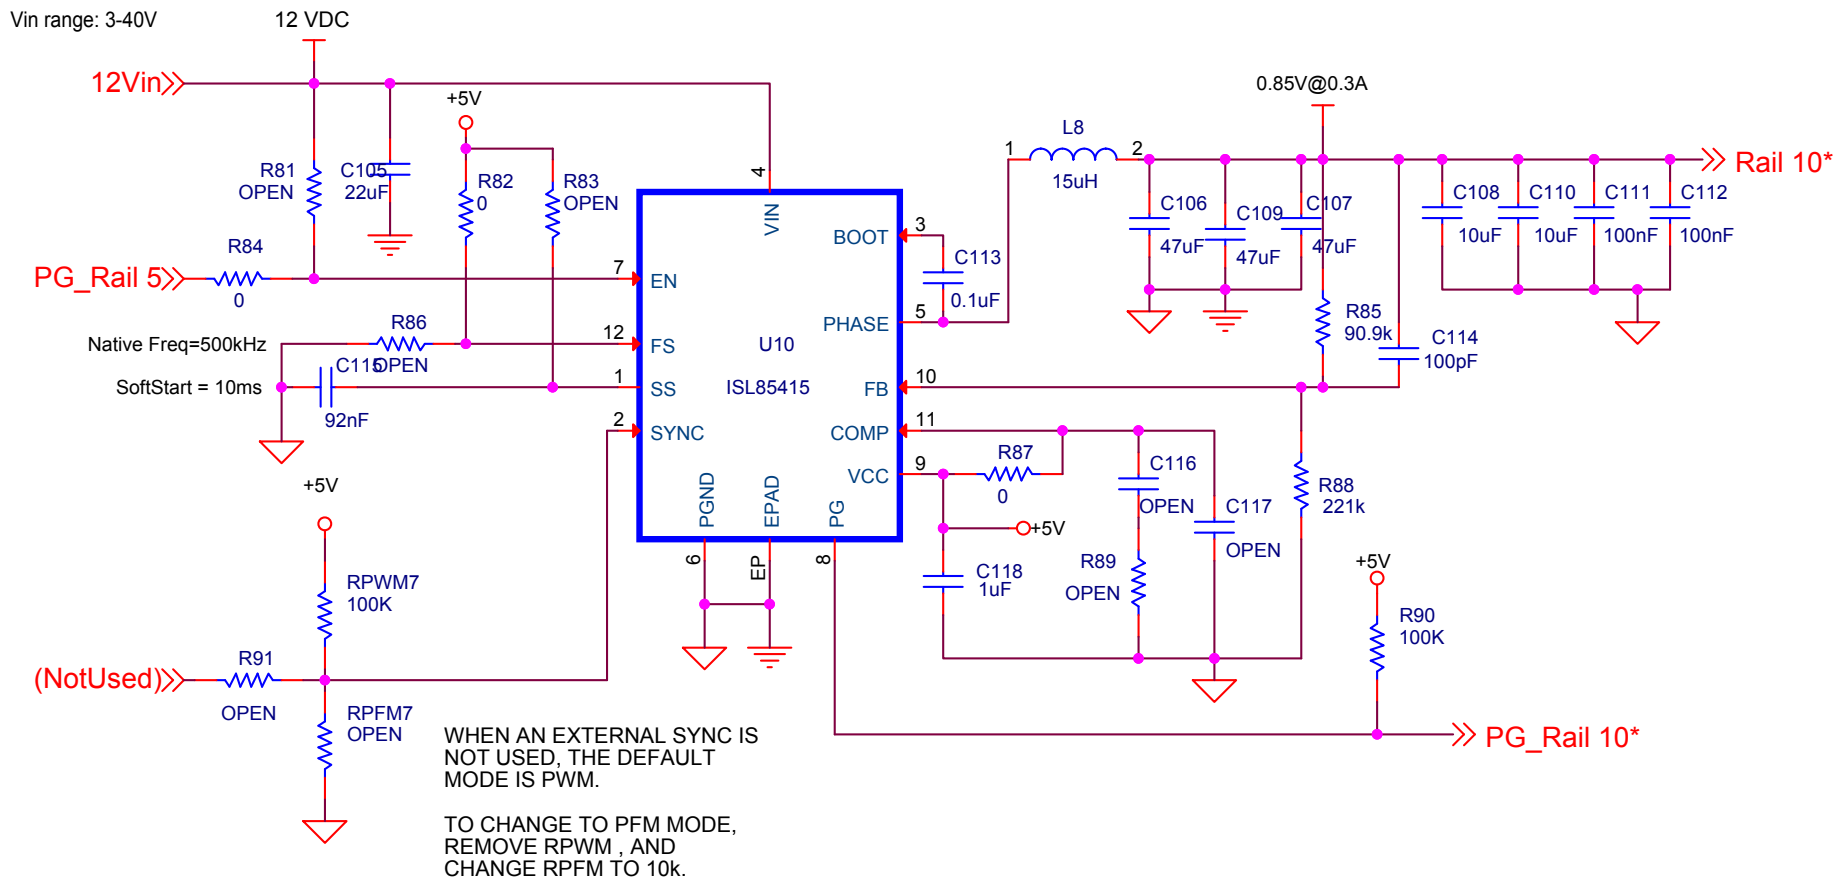 Vin range: 3-40V
12 VDC
12Vin
+5V
0.85V@0.3A
R81
OPEN
C105
22uF
R82
0
R83
OPEN
4
VIN
L8
1
2
15uH
Rail 10*
C106
47uF
C109
47uF
C107
47uF
C108
10uF
C110
10uF
C111
100nF
C112
100nF
R84
0
PG_Rail 5
7
EN
BOOT
3
C113
0.1uF
PHASE
5
R85
90.9k
C114
100pF
Native Freq=500kHz
R86
OPEN
12
FS
U10
ISL85415
SoftStart = 10ms
C115
92nF
1
SS
FB
10
2
SYNC
COMP
11
VCC
9
R87
0
C116
OPEN
C117
OPEN
R88
221k
PGND
EPAD
PG
6
EP
8
+5V
+5V
C118
1uF
R89
OPEN
+5V
R90
100K
RPWM7
100K
(NotUsed)
R91
OPEN
RPFM7
OPEN
PG_Rail 10*
WHEN AN EXTERNAL SYNC IS
NOT USED, THE DEFAULT
MODE IS PWM.
TO CHANGE TO PFM MODE,
REMOVE RPWM , AND
CHANGE RPFM TO 10k.